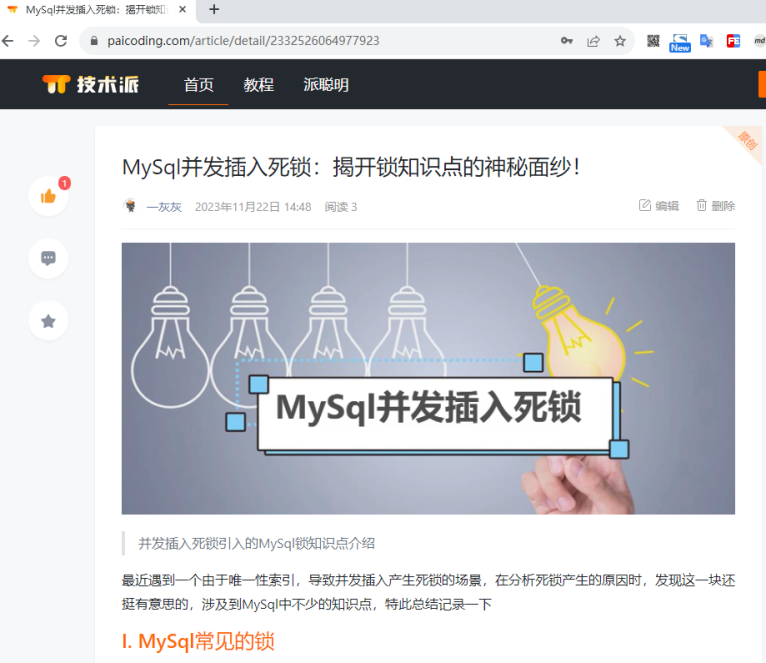 MySql并发插入死锁：揭开锁知
paicoding.com/article/detail/2332526064977923
New
md
技术派
首页
教程
派聪明
原创
MySql并发插入死锁：揭开锁知识点的神秘面纱！
1
一灰灰
2023年11月22日 14:48
阅读 3
编辑
删除
MySql并发插入死锁
并发插入死锁引入的MySql锁知识点介绍
最近遇到一个由于唯一性索引，导致并发插入产生死锁的场景，在分析死锁产生的原因时，发现这一块还
挺有意思的，涉及到MySql中不少的知识点，特此总结记录一下
I. MySql常见的锁